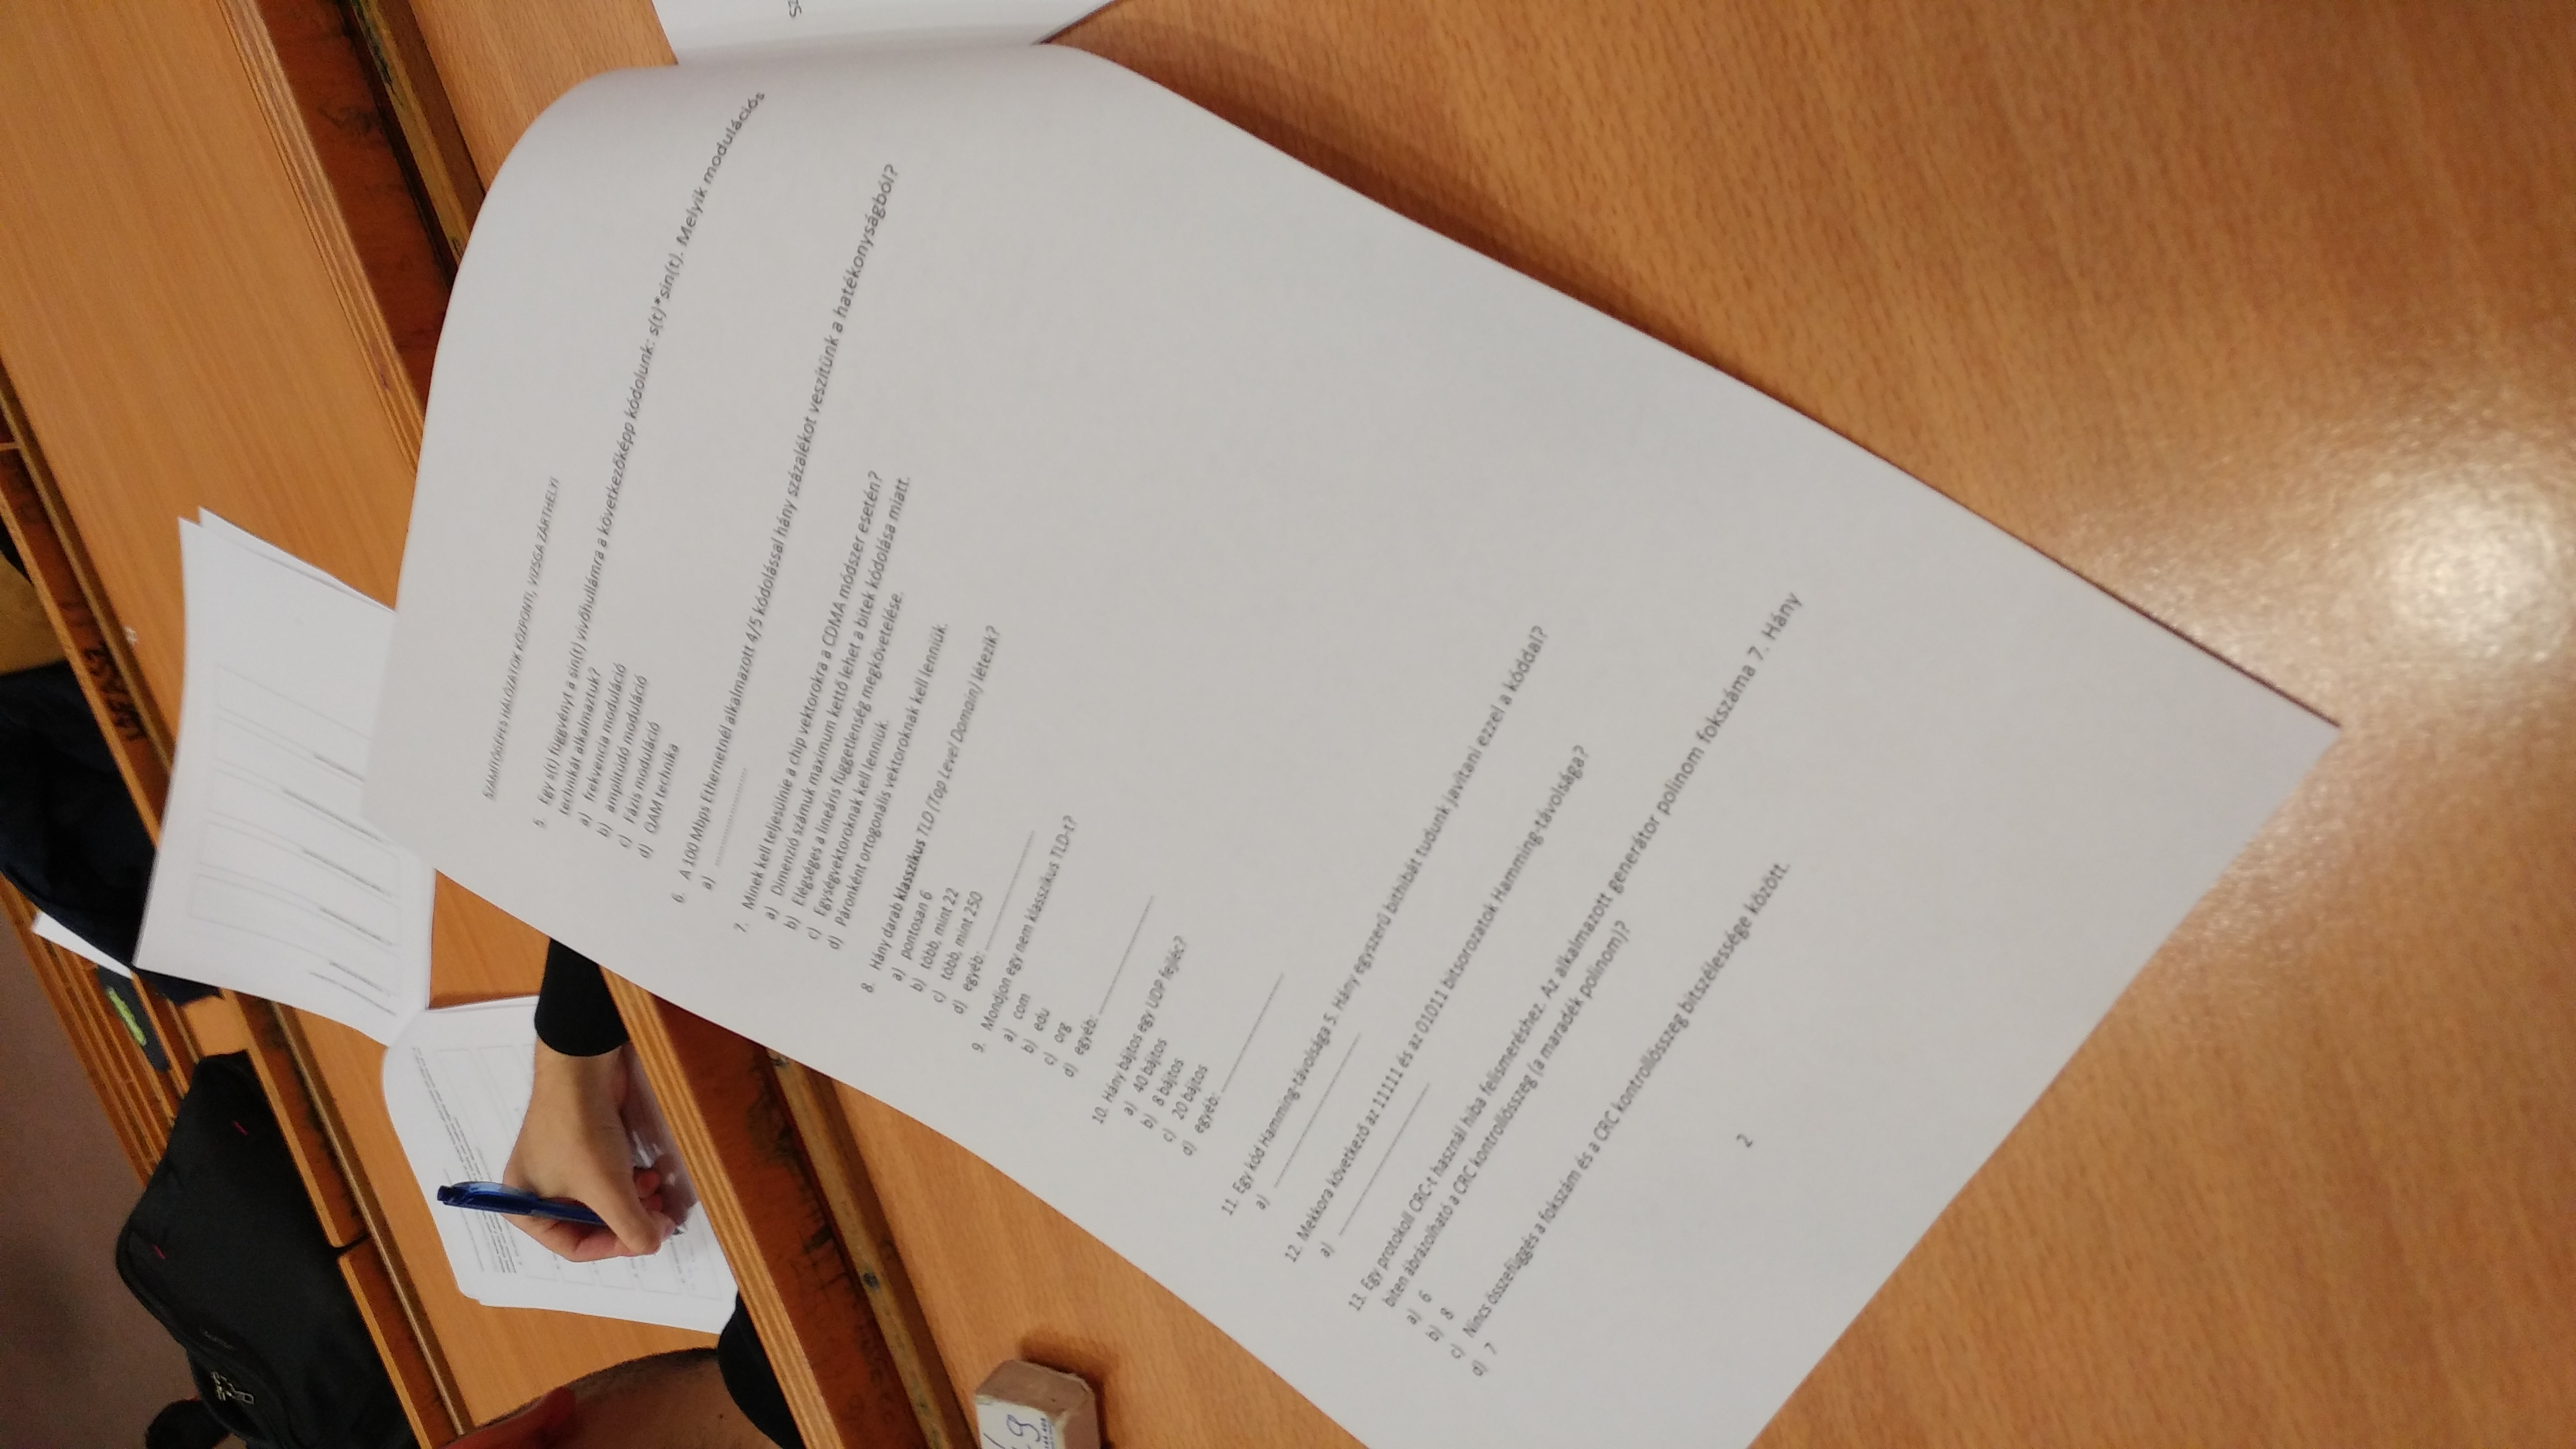 SZÁMÍTÓGÉPES HÁLÓZATOK KÖZPONTI, VIZSGA ZÁRTHELYI
5. Egy s(t) függvényt a sin(t) vivőhullámra a következőképp kódolunk: s(t)*sin(t). Melyik modulációs
technikát alkalmaztuk?
a) frekvencia moduláció
b) amplitúdó moduláció
c) Fázis moduláció
d) QAM technika
6. A 100 Mbps Ethernetnél alkalmazott 4/5 kódolással hány százalékot veszítünk a hatékonyságból?
a) ........................
7. Minek kell teljesülnie a chip vektorokra a CDMA módszer esetén?
a) Dimenzió számuk maximum kettő lehet a bitek kódolása miatt.
b) Elégséges a lineáris függetlenség megkövetelése.
c) Egységvektoroknak kell lenniük.
d) Páronként ortogonális vektoroknak kell lenniük.
8. Hány darab klasszikus TLD (Top Level Domain) létezik?
a) pontosan 6
b) több, mint 22
c) több, mint 250
d) egyéb: ____________
9. Mondjon egy nem klasszikus TLD-t?
a) com
b) edu
c) org
d) egyéb: ____________
10. Hány bájtos egy UDP fejléc?
a) 40 bájtos
b) 8 bájtos
c) 20 bájtos
d) egyéb: ____________
11. Egy kód Hamming-távolsága 5. Hány egyszerű bithibát tudunk javítani ezzel a kóddal?
a) ____________
12. Mekkora következő az 11111 és az 01011 bitsorozatok Hamming-távolsága?
a) ____________
13. Egy protokoll CRC-t használ hiba felismeréshez. Az alkalmazott generátor polinom fokszáma 7. Hány
biten ábrázolható a CRC kontrollösszeg (a maradék polinom)?
a) 6
b) 8
c) Nincs összefüggés a fokszám és a CRC kontrollösszeg bitszélessége között.
d) 7
2